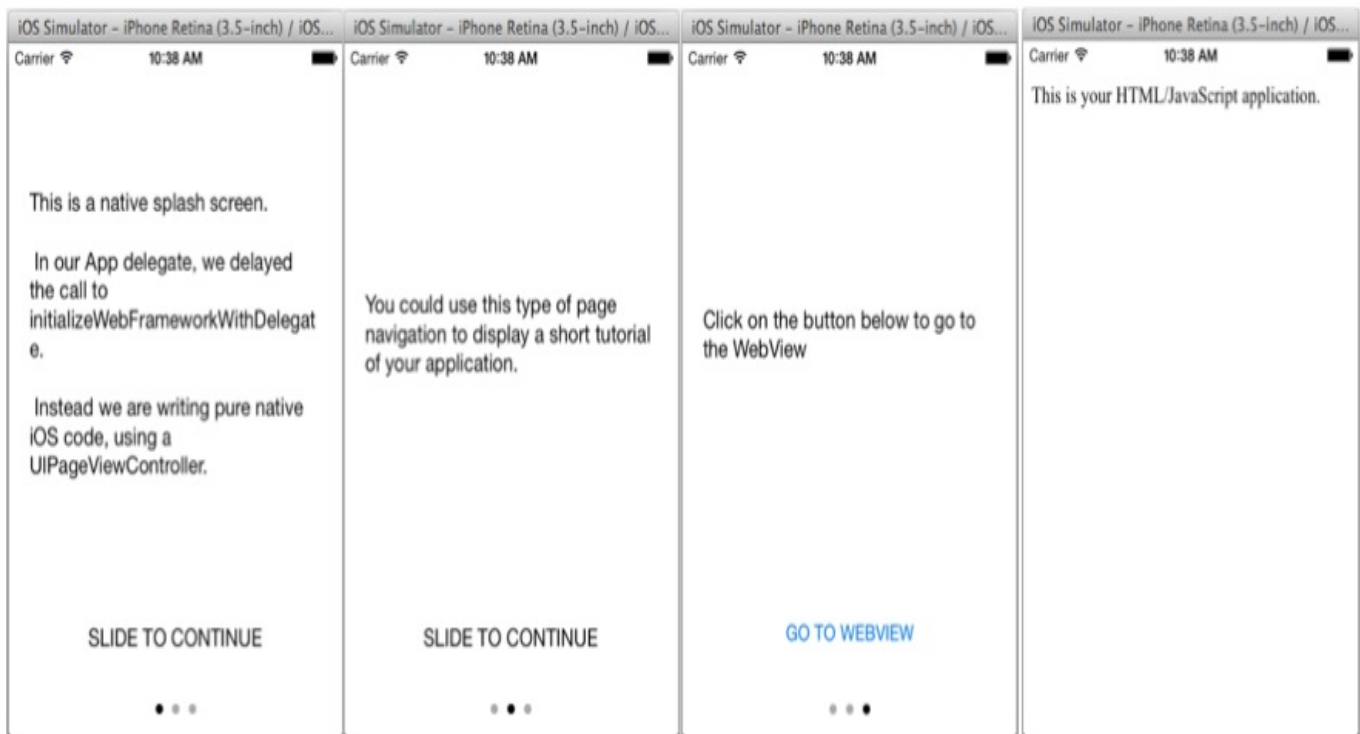 iOS Simulator – iPhone Retina (3.5-inch) / iOS...
Carrier
10:38 AM
This is a native splash screen.
In our App delegate, we delayed
the call to
initializeWebFrameworkWithDelegat
e.
Instead we are writing pure native
iOS code, using a
UIPageViewController.
SLIDE TO CONTINUE
iOS Simulator – iPhone Retina (3.5-inch) / iOS...
Carrier
10:38 AM
You could use this type of page
navigation to display a short tutorial
of your application.
SLIDE TO CONTINUE
iOS Simulator – iPhone Retina (3.5-inch) / iOS...
Carrier
10:38 AM
Click on the button below to go to
the WebView
GO TO WEBVIEW
iOS Simulator – iPhone Retina (3.5-inch) / iOS...
Carrier
10:38 AM
This is your HTML/JavaScript application.